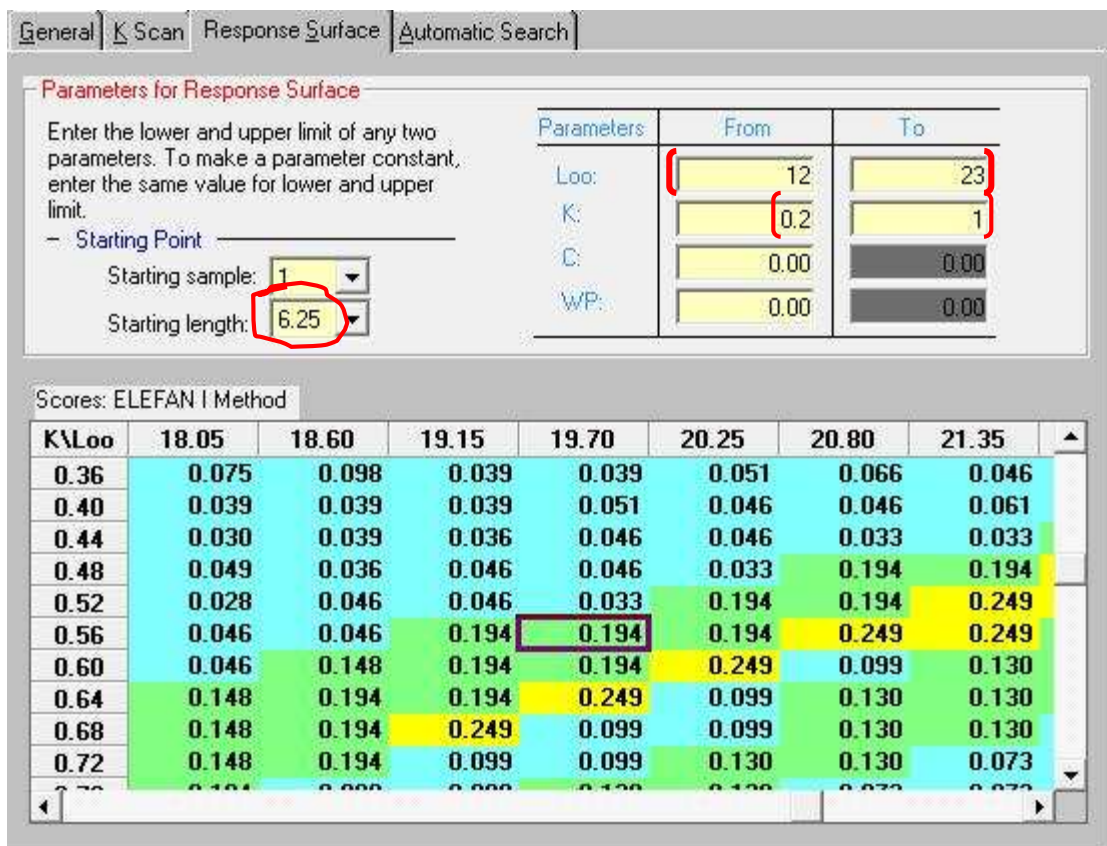 General K Scan Response Surface Automatic Search
Parameters for Response Surface
Enter the lower and upper limit of any two
parameters. To make a parameter constant,
enter the same value for lower and upper
limit.
Starting Point
Starting sample: 1
Starting length: 6.25
Parameters From To
Loo: 12 23
K: 0.2 1
C: 0.00 0.00
WP: 0.00 0.00
Scores: ELEFAN I Method
K\Loo 18.05 18.60 19.15 19.70 20.25 20.80 21.35
0.36 0.075 0.098 0.039 0.039 0.051 0.066 0.046
0.40 0.039 0.039 0.039 0.051 0.046 0.046 0.061
0.44 0.030 0.039 0.036 0.046 0.046 0.033 0.033
0.48 0.049 0.036 0.046 0.046 0.033 0.194 0.194
0.52 0.028 0.046 0.046 0.033 0.194 0.194 0.249
0.56 0.046 0.046 0.194 0.194 0.194 0.249 0.249
0.60 0.046 0.148 0.194 0.194 0.249 0.099 0.130
0.64 0.148 0.194 0.194 0.249 0.099 0.130 0.130
0.68 0.148 0.194 0.249 0.099 0.099 0.130 0.130
0.72 0.148 0.194 0.099 0.099 0.130 0.130 0.073